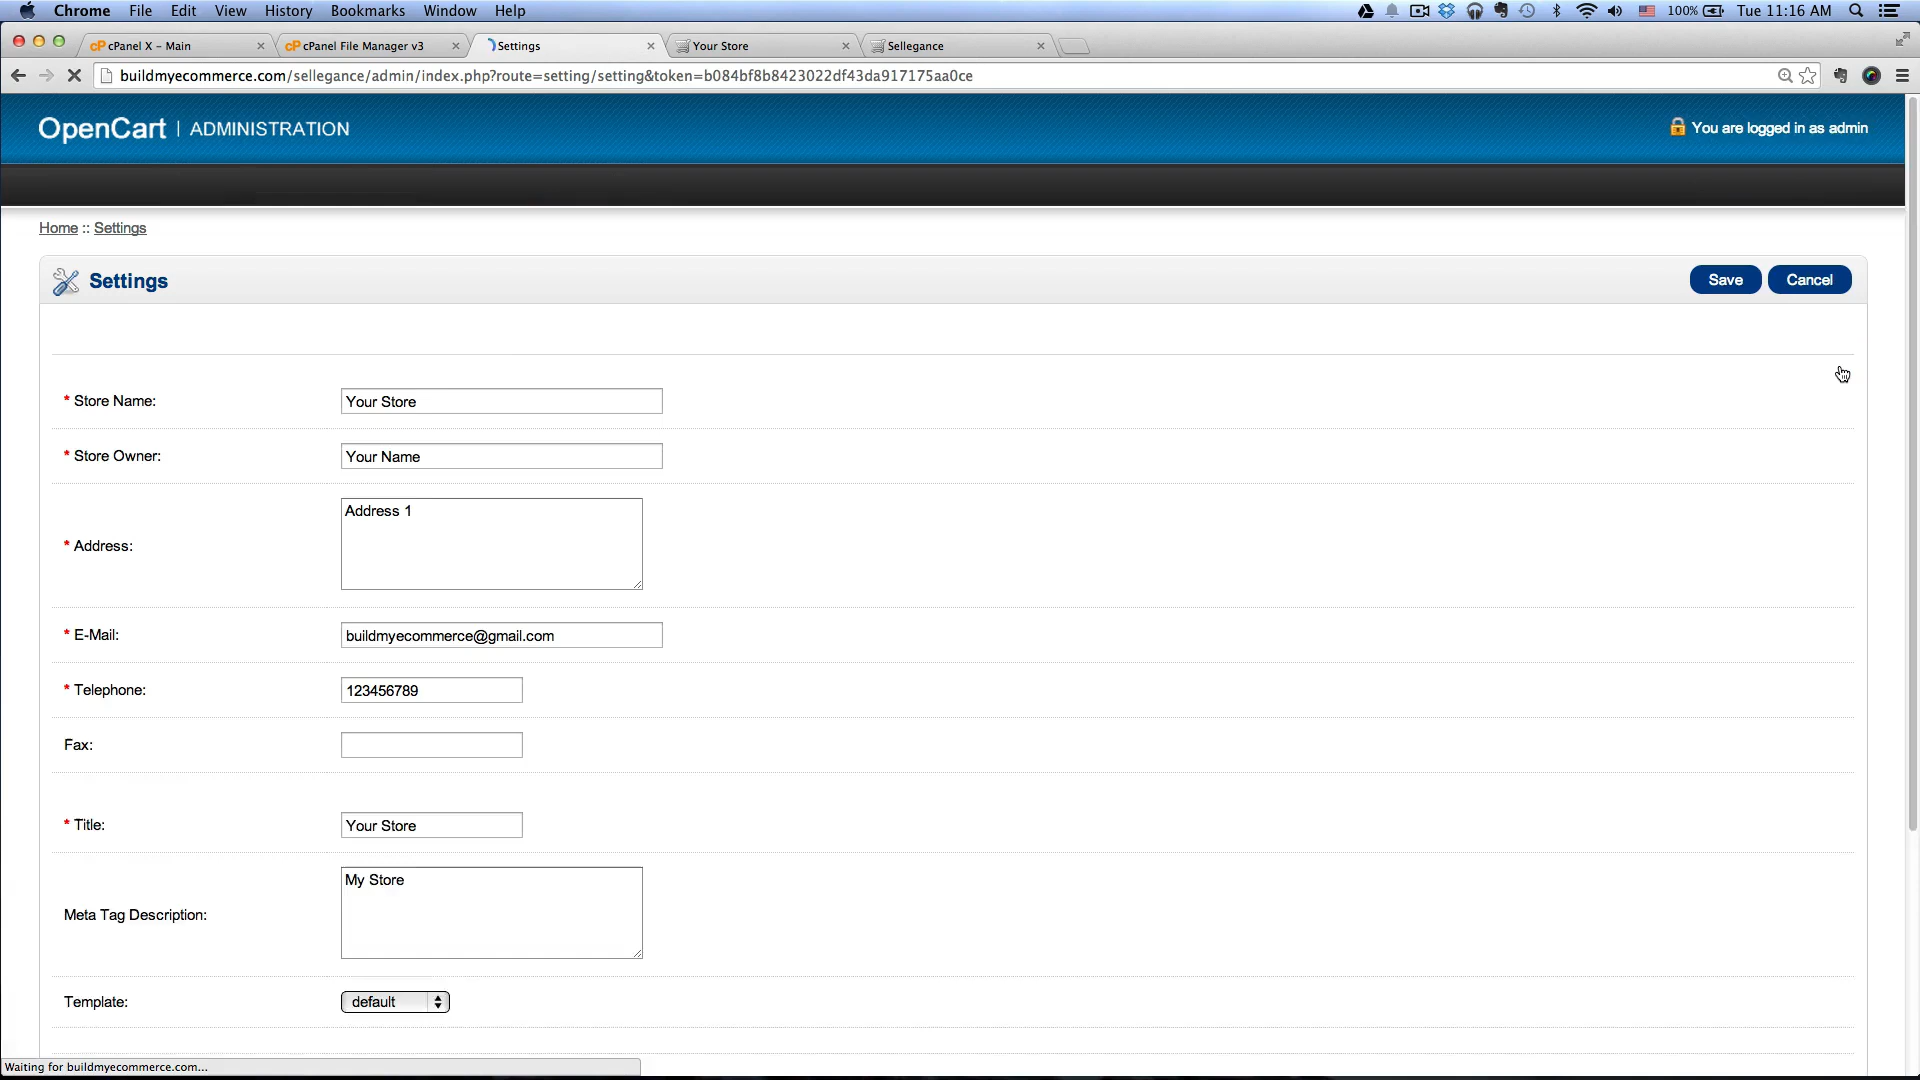 Chrome File Edit View History Bookmarks Window Help 100% Tue 11:16 AM
cPanel X – Main cPanel File Manager v3 Settings Your Store Sellegance
buildmyecommerce.com/sellegance/admin/index.php?route=setting/setting&token=b084bf8b8423022df43da917175aa0ce
OpenCart | ADMINISTRATION You are logged in as admin
Home :: Settings
Settings Save Cancel
* Store Name: Your Store
* Store Owner: Your Name
* Address: Address 1
* E-Mail: buildmyecommerce@gmail.com
* Telephone: 123456789
Fax:
* Title: Your Store
Meta Tag Description: My Store
Template: default
Waiting for buildmyecommerce.com...